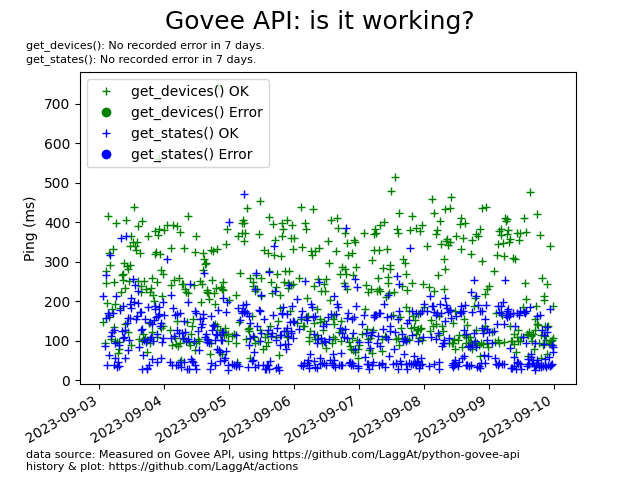 Govee API: is it working?
get_devices(): No recorded error in 7 days.
get_states(): No recorded error in 7 days.
get_devices() OK
get_devices() Error
get_states() OK
get_states() Error
Ping (ms)
700
600
500
400
300
200
100
0
2023-09-03
2023-09-04
2023-09-05
2023-09-06
2023-09-07
2023-09-08
2023-09-09
2023-09-10
data source: Measured on Govee API, using https://github.com/LaggAt/python-govee-api
history & plot: https://github.com/LaggAt/actions